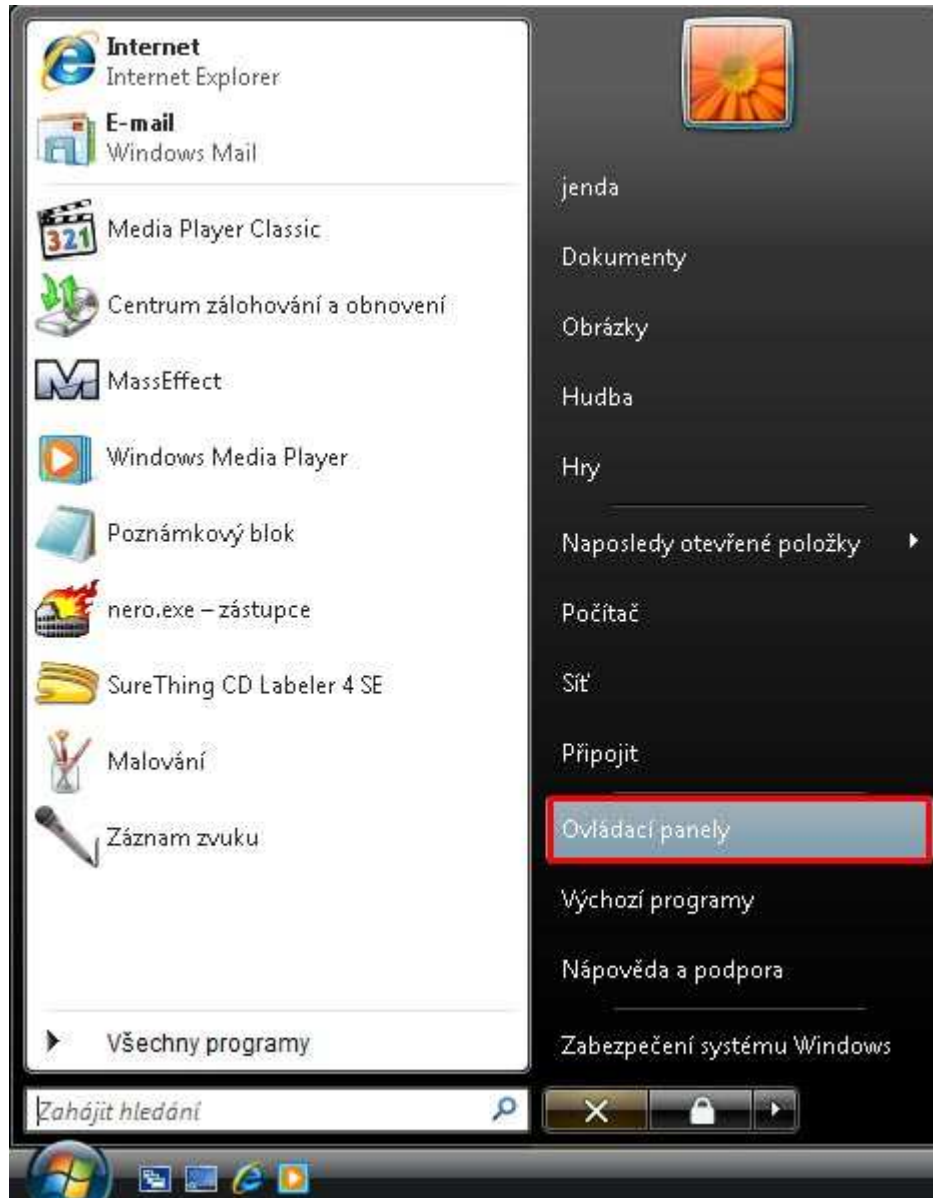 Internet
Internet Explorer
E-mail
Windows Mail
321
Media Player Classic
Centrum zálohování a obnovení
MassEffect
Windows Media Player
Poznámkový blok
nero.exe – zástupce
SureThing CD Labeler 4 SE
Malování
Záznam zvuku
Všechny programy
Zahájit hledání
jenda
Dokumenty
Obrázky
Hudba
Hry
Naposledy otevřené položky
Počítač
Síť
Připojit
Ovládací panely
Výchozí programy
Nápověda a podpora
Zabezpečení systému Windows